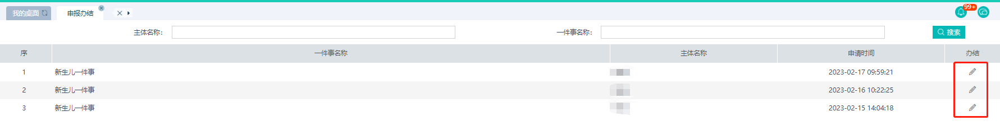 我的桌面 申报办结 99+
主体名称： 一件事名称： 搜索
序 一件事名称 主体名称 申请时间 办结
1 新生儿一件事 2023-02-17 09:59:21
2 新生儿一件事 2023-02-16 10:22:25
3 新生儿一件事 2023-02-15 14:04:18